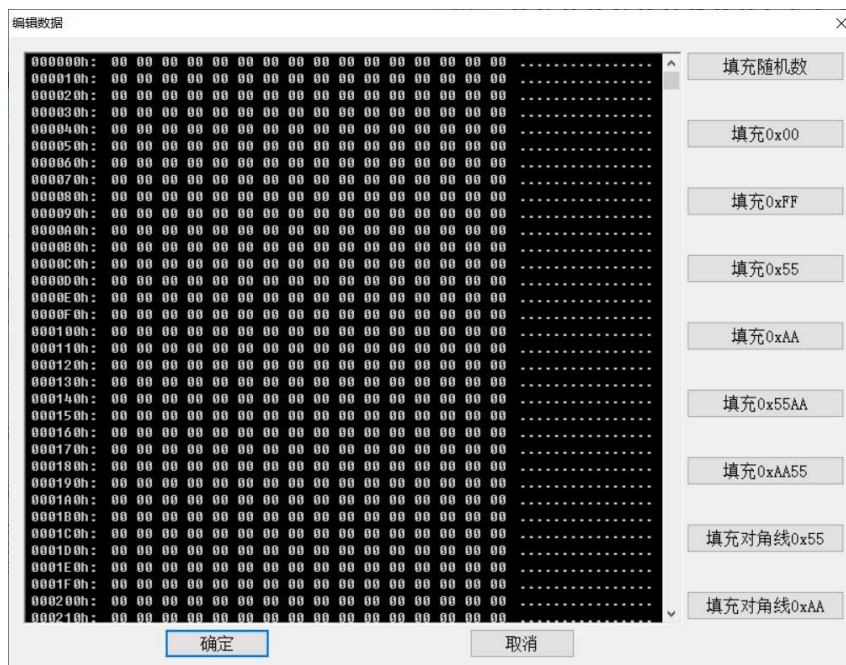 编辑数据
000000h: 00 00 00 00 00 00 00 00 00 00 00 00 00 00 00 00 ................
000010h: 00 00 00 00 00 00 00 00 00 00 00 00 00 00 00 00 ................
000020h: 00 00 00 00 00 00 00 00 00 00 00 00 00 00 00 00 ................
000030h: 00 00 00 00 00 00 00 00 00 00 00 00 00 00 00 00 ................
000040h: 00 00 00 00 00 00 00 00 00 00 00 00 00 00 00 00 ................
000050h: 00 00 00 00 00 00 00 00 00 00 00 00 00 00 00 00 ................
000060h: 00 00 00 00 00 00 00 00 00 00 00 00 00 00 00 00 ................
000070h: 00 00 00 00 00 00 00 00 00 00 00 00 00 00 00 00 ................
000080h: 00 00 00 00 00 00 00 00 00 00 00 00 00 00 00 00 ................
000090h: 00 00 00 00 00 00 00 00 00 00 00 00 00 00 00 00 ................
0000A0h: 00 00 00 00 00 00 00 00 00 00 00 00 00 00 00 00 ................
0000B0h: 00 00 00 00 00 00 00 00 00 00 00 00 00 00 00 00 ................
0000C0h: 00 00 00 00 00 00 00 00 00 00 00 00 00 00 00 00 ................
0000D0h: 00 00 00 00 00 00 00 00 00 00 00 00 00 00 00 00 ................
0000E0h: 00 00 00 00 00 00 00 00 00 00 00 00 00 00 00 00 ................
0000F0h: 00 00 00 00 00 00 00 00 00 00 00 00 00 00 00 00 ................
000100h: 00 00 00 00 00 00 00 00 00 00 00 00 00 00 00 00 ................
000110h: 00 00 00 00 00 00 00 00 00 00 00 00 00 00 00 00 ................
000120h: 00 00 00 00 00 00 00 00 00 00 00 00 00 00 00 00 ................
000130h: 00 00 00 00 00 00 00 00 00 00 00 00 00 00 00 00 ................
000140h: 00 00 00 00 00 00 00 00 00 00 00 00 00 00 00 00 ................
000150h: 00 00 00 00 00 00 00 00 00 00 00 00 00 00 00 00 ................
000160h: 00 00 00 00 00 00 00 00 00 00 00 00 00 00 00 00 ................
000170h: 00 00 00 00 00 00 00 00 00 00 00 00 00 00 00 00 ................
000180h: 00 00 00 00 00 00 00 00 00 00 00 00 00 00 00 00 ................
000190h: 00 00 00 00 00 00 00 00 00 00 00 00 00 00 00 00 ................
0001A0h: 00 00 00 00 00 00 00 00 00 00 00 00 00 00 00 00 ................
0001B0h: 00 00 00 00 00 00 00 00 00 00 00 00 00 00 00 00 ................
0001C0h: 00 00 00 00 00 00 00 00 00 00 00 00 00 00 00 00 ................
0001D0h: 00 00 00 00 00 00 00 00 00 00 00 00 00 00 00 00 ................
0001E0h: 00 00 00 00 00 00 00 00 00 00 00 00 00 00 00 00 ................
0001F0h: 00 00 00 00 00 00 00 00 00 00 00 00 00 00 00 00 ................
000200h: 00 00 00 00 00 00 00 00 00 00 00 00 00 00 00 00 ................
000210h: 00 00 00 00 00 00 00 00 00 00 00 00 00 00 00 00 ................
填充随机数
填充0x00
填充0xFF
填充0x55
填充0xAA
填充0x55AA
填充0xAA55
填充对角线0x55
填充对角线0xAA
确定
取消